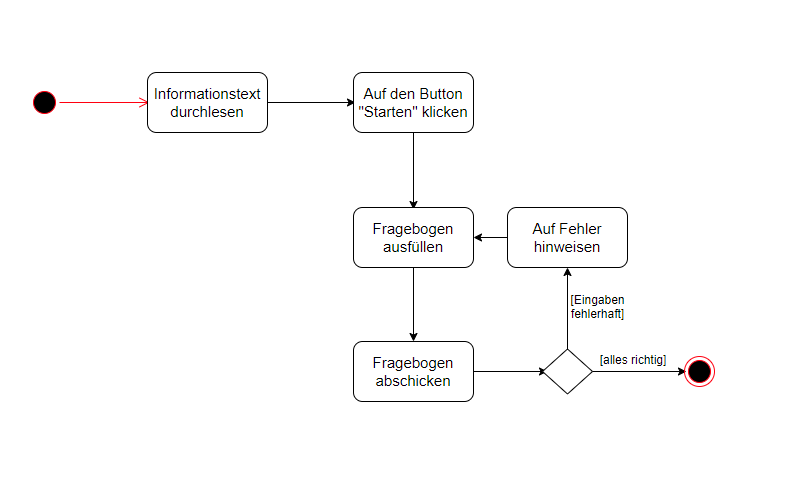 Informationstext
durchlesen
Auf den Button
"Starten" klicken
Fragebogen
ausfüllen
Auf Fehler
hinweisen
[Eingaben
fehlerhaft]
Fragebogen
abschicken
[alles richtig]